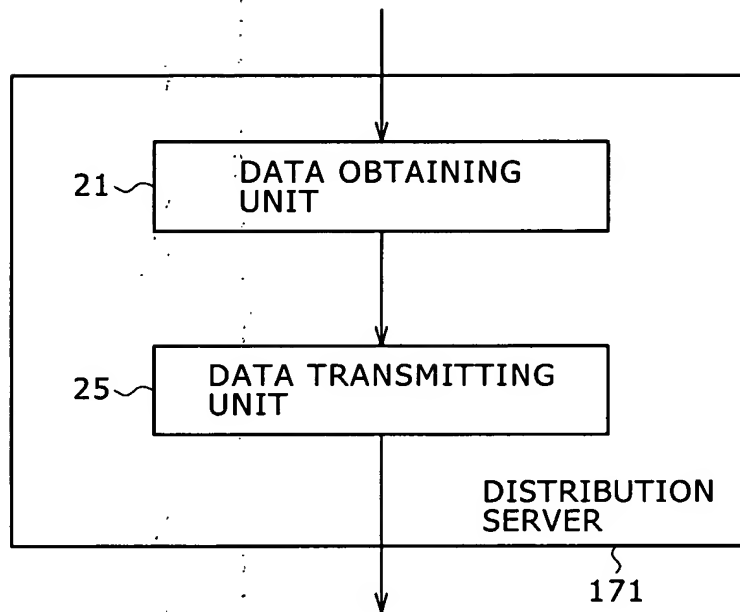 21
DATA OBTAINING
UNIT
25
DATA TRANSMITTING
UNIT
DISTRIBUTION
SERVER
171